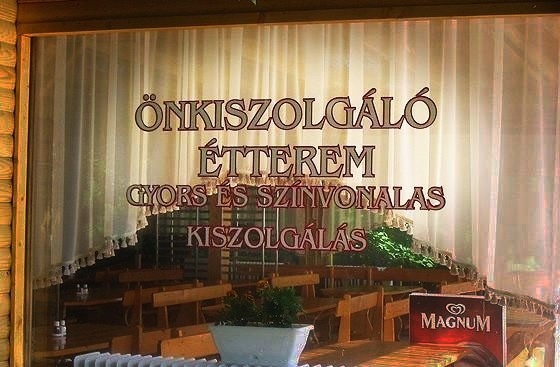 ÖNKISZOLGÁLÓ
ÉTTEREM
GYORS ÉS SZÍNVONALAS
KISZOLGÁLÁS
MAGNUM